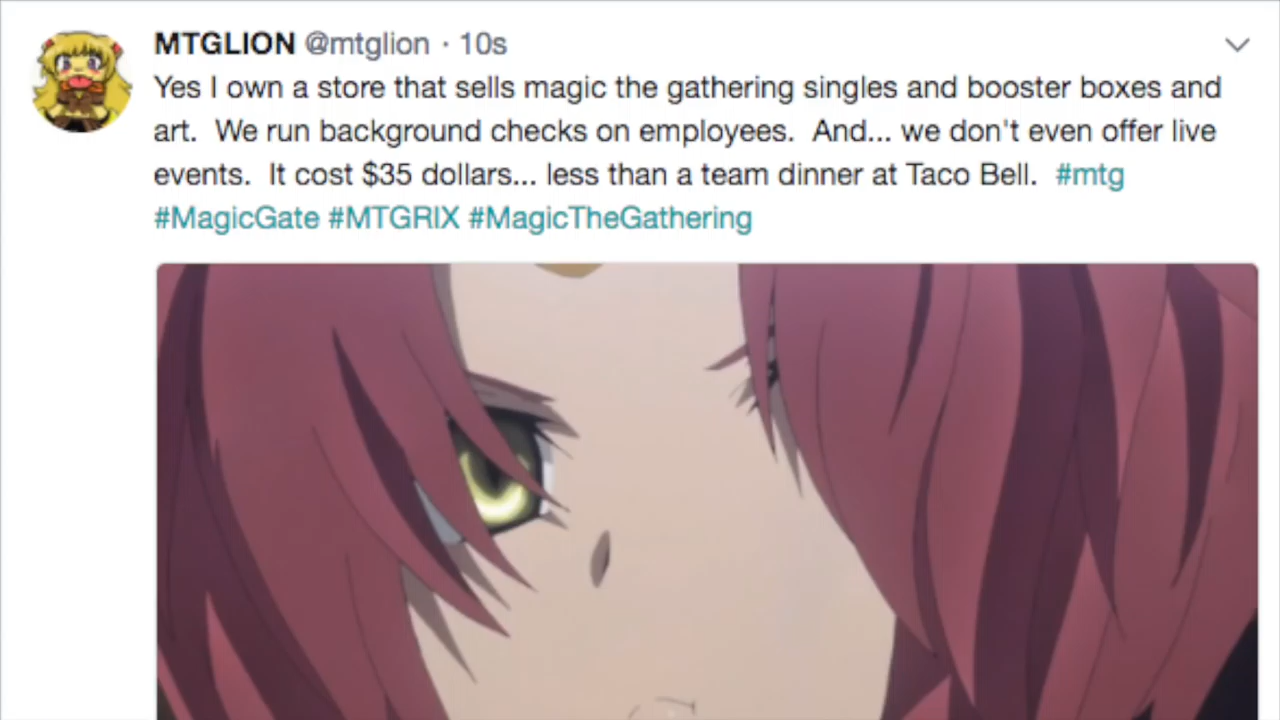 MTGLION @mtglion · 10s
Yes I own a store that sells magic the gathering singles and booster boxes and
art.  We run background checks on employees.  And... we don't even offer live
events.  It cost $35 dollars... less than a team dinner at Taco Bell.  #mtg
#MagicGate #MTGRIX #MagicTheGathering